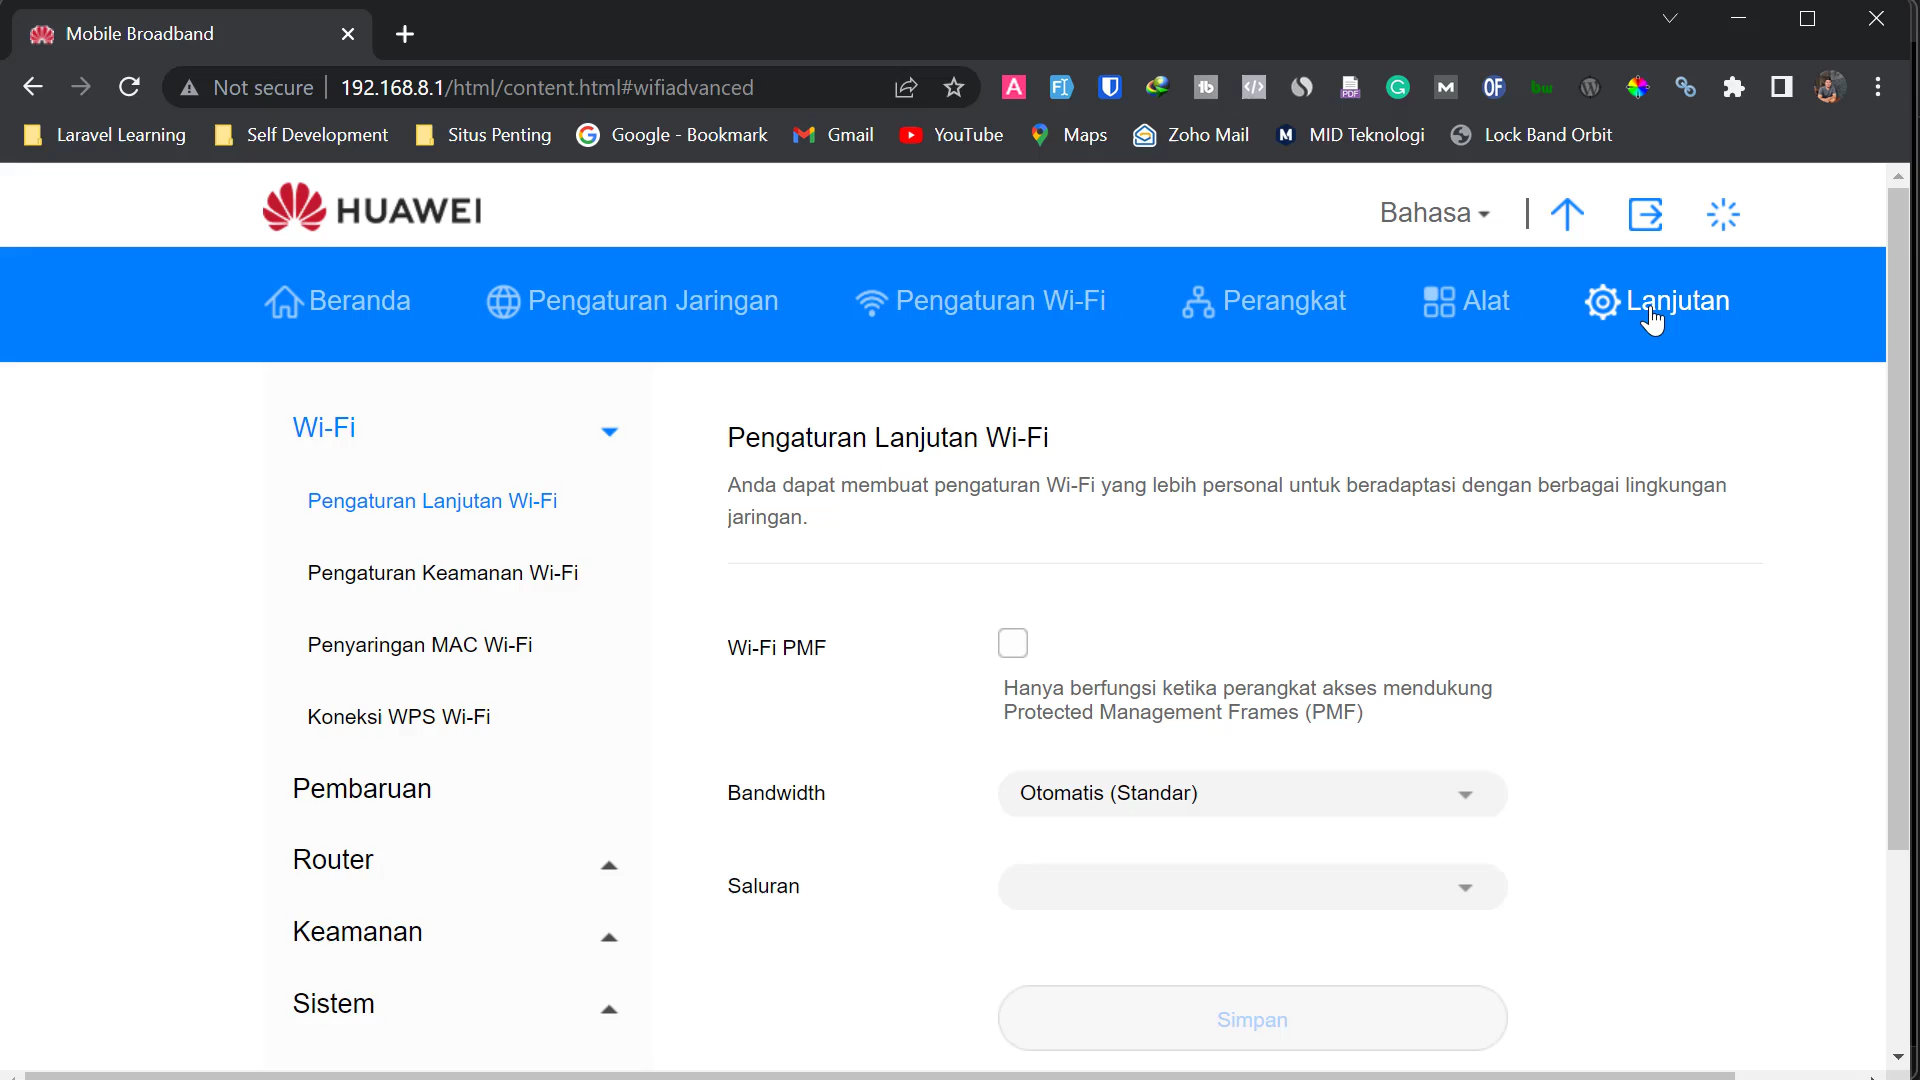 Mobile Broadband
Not secure
192.168.8.1/html/content.html#wifiadvanced
Laravel Learning
Self Development
Situs Penting
Google - Bookmark
Gmail
YouTube
Maps
Zoho Mail
MID Teknologi
Lock Band Orbit
HUAWEI
Bahasa
Beranda
Pengaturan Jaringan
Pengaturan Wi-Fi
Perangkat
Alat
Lanjutan
Wi-Fi
Pengaturan Lanjutan Wi-Fi
Pengaturan Keamanan Wi-Fi
Penyaringan MAC Wi-Fi
Koneksi WPS Wi-Fi
Pembaruan
Router
Keamanan
Sistem
Pengaturan Lanjutan Wi-Fi
Anda dapat membuat pengaturan Wi-Fi yang lebih personal untuk beradaptasi dengan berbagai lingkungan
jaringan.
Wi-Fi PMF
Hanya berfungsi ketika perangkat akses mendukung
Protected Management Frames (PMF)
Bandwidth
Otomatis (Standar)
Saluran
Simpan